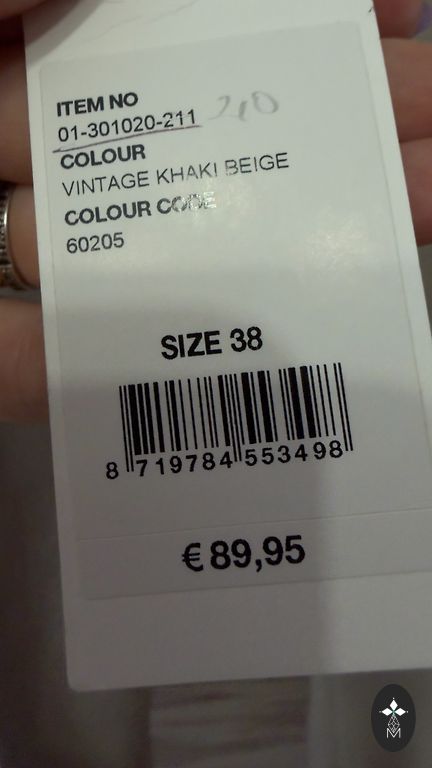 ITEM NO
01-301020-211 210
COLOUR
VINTAGE KHAKI BEIGE
COLOUR CODE
60205
SIZE 38
8 719784 553498
€ 89,95
M